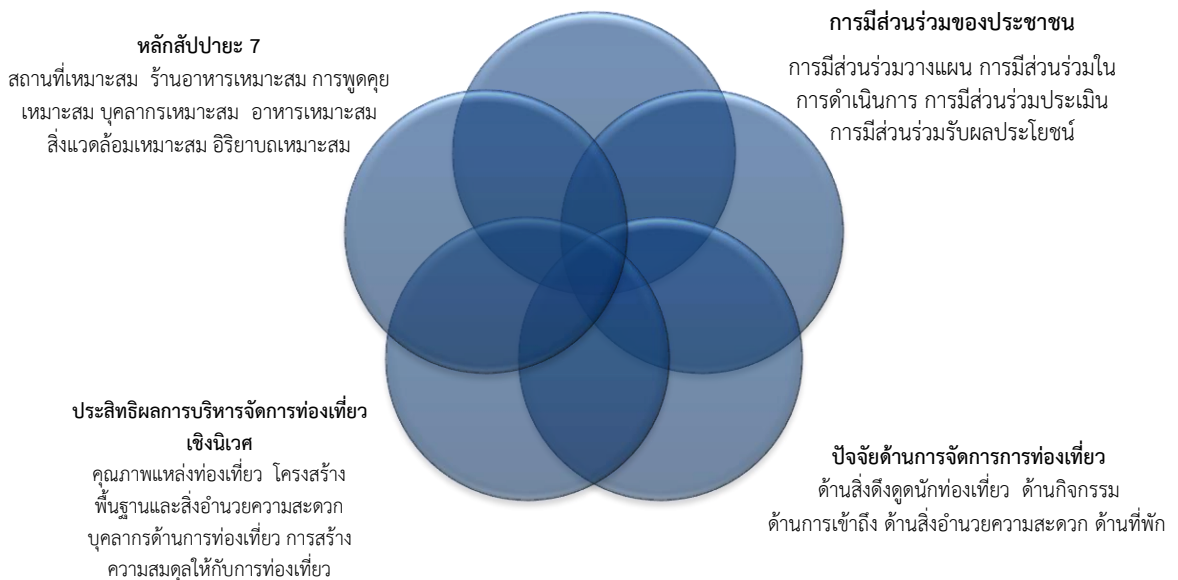 หลักสัปปายะ 7
สถานที่เหมาะสม ร้านอาหารเหมาะสม การพูดคุย
เหมาะสม บุคลากรเหมาะสม อาหารเหมาะสม
สิ่งแวดล้อมเหมาะสม อิริยาบถเหมาะสม
การมีส่วนร่วมของประชาชน
การมีส่วนร่วมวางแผน การมีส่วนร่วมใน
การดำเนินการ การมีส่วนร่วมประเมิน
การมีส่วนร่วมรับผลประโยชน์
ประสิทธิผลการบริหารจัดการท่องเที่ยว
เชิงนิเวศ
คุณภาพแหล่งท่องเที่ยว โครงสร้าง
พื้นฐานและสิ่งอำนวยความสะดวก
บุคลากรด้านการท่องเที่ยว การสร้าง
ความสมดุลให้กับการท่องเที่ยว
ปัจจัยด้านการจัดการการท่องเที่ยว
ด้านสิ่งดึงดูดนักท่องเที่ยว ด้านกิจกรรม
ด้านการเข้าถึง ด้านสิ่งอำนวยความสะดวก ด้านที่พัก